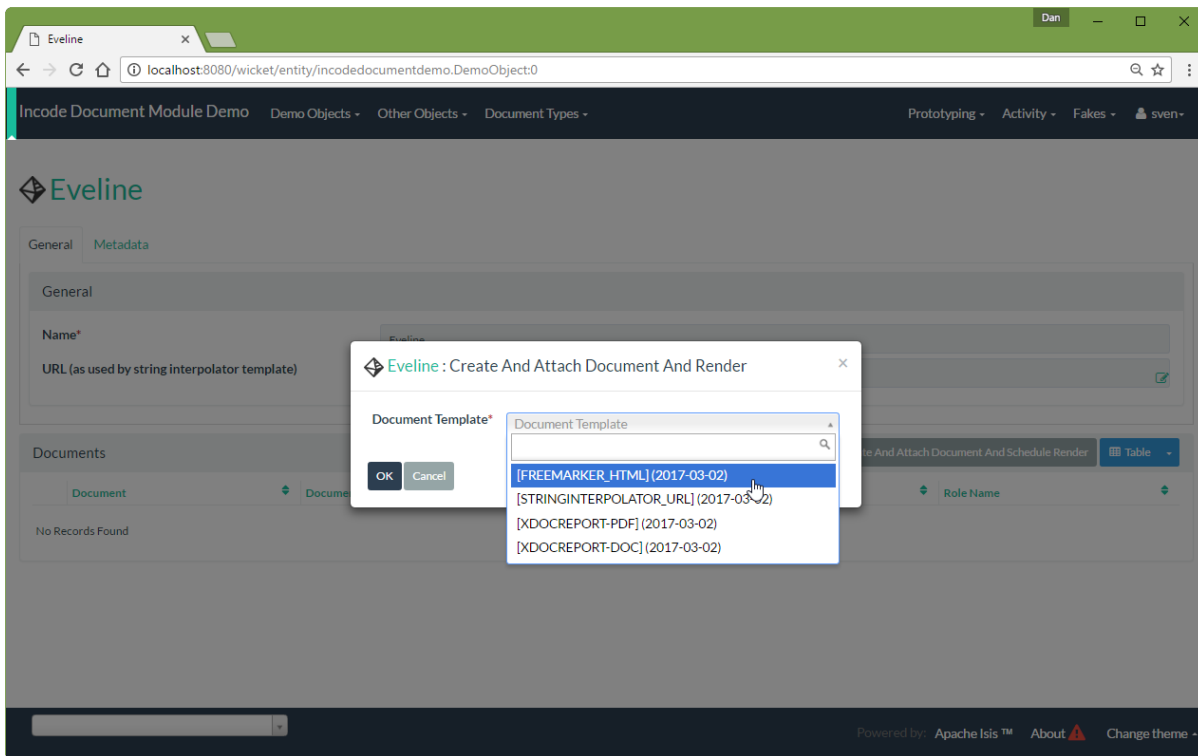 Dan
Eveline
localhost:8080/wicket/entity/incodedocumentdemo.DemoObject:0
Incode Document Module Demo Demo Objects Other Objects Document Types Prototyping Activity Fakes sven
Eveline
General Metadata
General
Name* Eveline
URL (as used by string interpolator template)
Eveline : Create And Attach Document And Render ×
Document Template* Document Template
OK Cancel
[FREEMARKER_HTML] (2017-03-02)
[STRINGINTERPOLATOR_URL] (2017-03-02)
[XDOCREPORT-PDF] (2017-03-02)
[XDOCREPORT-DOC] (2017-03-02)
Documents And Attach Document And Schedule Render Table
Document Role Name
No Records Found
Powered by: Apache Isis ™ About Change theme